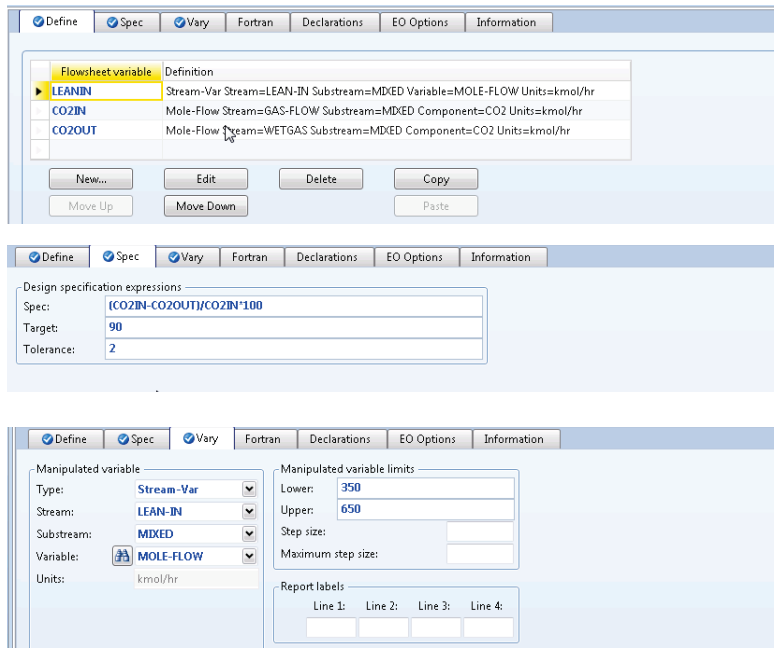 Define Spec Vary Fortran Declarations EO Options Information
Flowsheet variable Definition
LEANIN Stream-Var Stream=LEAN-IN Substream=MIXED Variable=MOLE-FLOW Units=kmol/hr
CO2IN Mole-Flow Stream=GAS-FLOW Substream=MIXED Component=CO2 Units=kmol/hr
CO2OUT Mole-Flow Stream=WETGAS Substream=MIXED Component=CO2 Units=kmol/hr
New... Edit Delete Copy
Move Up Move Down Paste
Define Spec Vary Fortran Declarations EO Options Information
Design specification expressions
Spec: (CO2IN-CO2OUT)/CO2IN*100
Target: 90
Tolerance: 2
Define Spec Vary Fortran Declarations EO Options Information
Manipulated variable Manipulated variable limits
Type: Stream-Var Lower: 350
Stream: LEAN-IN Upper: 650
Substream: MIXED Step size:
Variable: MOLE-FLOW Maximum step size:
Units: kmol/hr
Report labels
Line 1: Line 2: Line 3: Line 4: